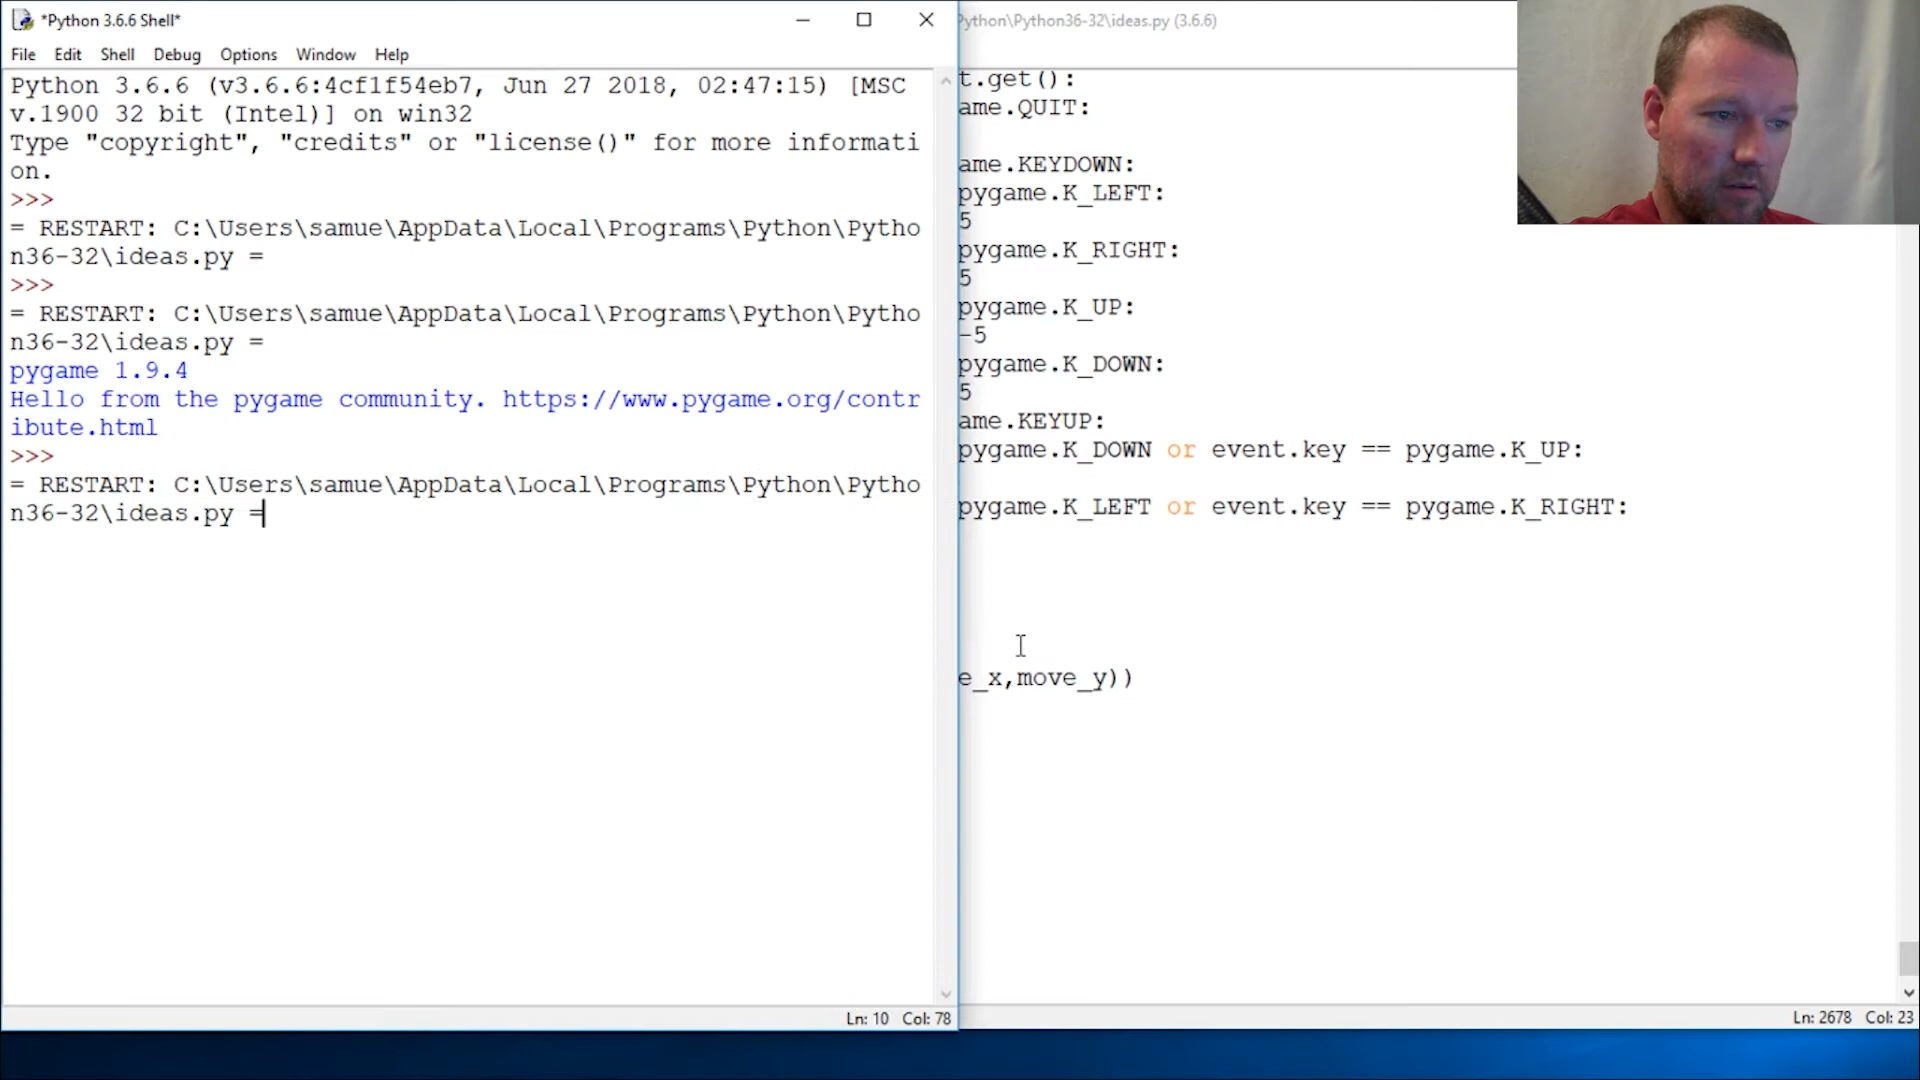 *Python 3.6.6 Shell*
File Edit Shell Debug Options Window Help
Python 3.6.6 (v3.6.6:4cf1f54eb7, Jun 27 2018, 02:47:15) [MSC
v.1900 32 bit (Intel)] on win32
Type "copyright", "credits" or "license()" for more informati
on.
>>>
= RESTART: C:\Users\samue\AppData\Local\Programs\Python\Pytho
n36-32\ideas.py =
>>>
= RESTART: C:\Users\samue\AppData\Local\Programs\Python\Pytho
n36-32\ideas.py =
pygame 1.9.4
Hello from the pygame community. https://www.pygame.org/contr
ibute.html
>>>
= RESTART: C:\Users\samue\AppData\Local\Programs\Python\Pytho
n36-32\ideas.py =
Ln: 10 Col: 78
Python\Python36-32\ideas.py (3.6.6)
t.get():
ame.QUIT:
ame.KEYDOWN:
pygame.K_LEFT:
5
pygame.K_RIGHT:
5
pygame.K_UP:
-5
pygame.K_DOWN:
5
ame.KEYUP:
pygame.K_DOWN or event.key == pygame.K_UP:
pygame.K_LEFT or event.key == pygame.K_RIGHT:
e_x,move_y))
Ln: 2678 Col: 23